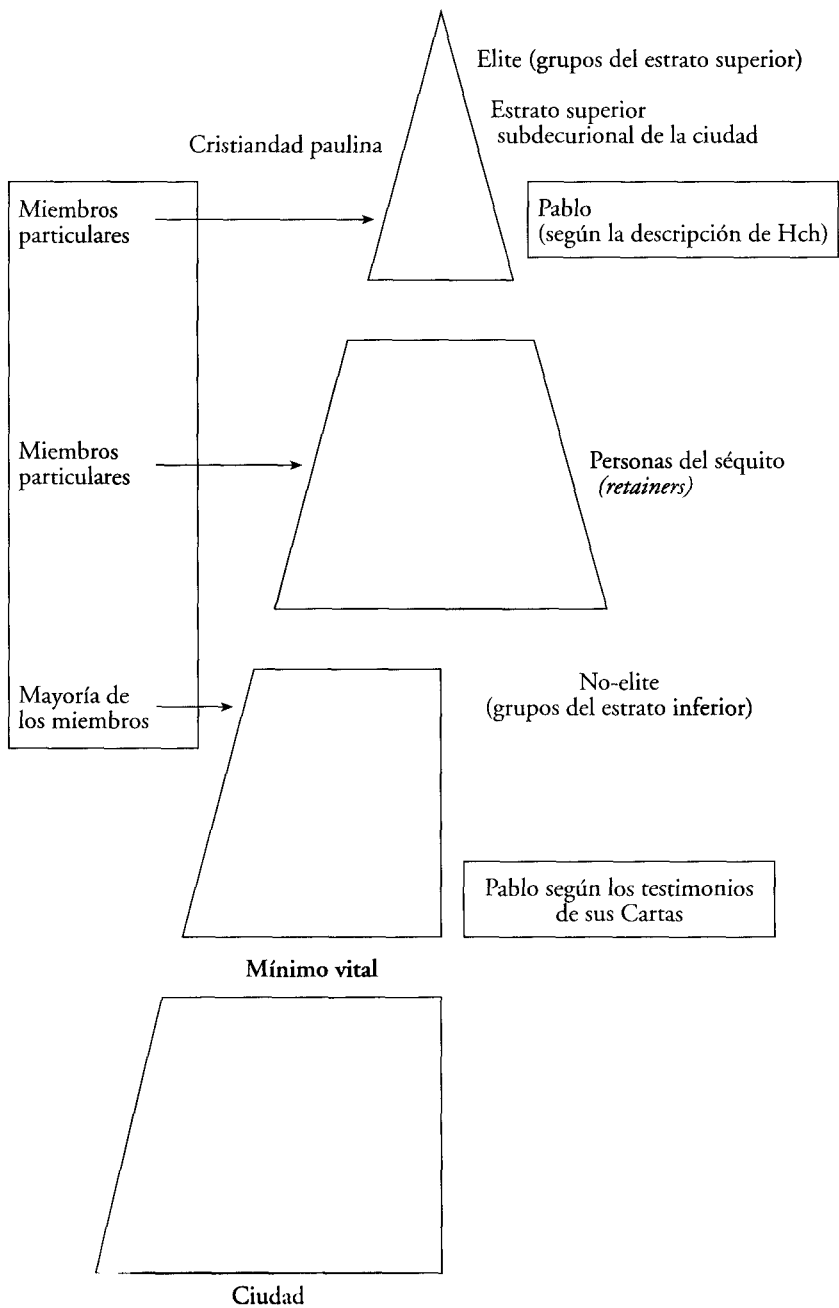 Elite (grupos del estrato superior)
Estrato superior
subdecurional de la ciudad
Cristiandad paulina
Miembros
particulares
Pablo
(según la descripción de Hch)
Miembros
particulares
Personas del séquito
(retainers)
Mayoría de
los miembros
No-elite
(grupos del estrato inferior)
Pablo según los testimonios
de sus Cartas
Mínimo vital
Ciudad